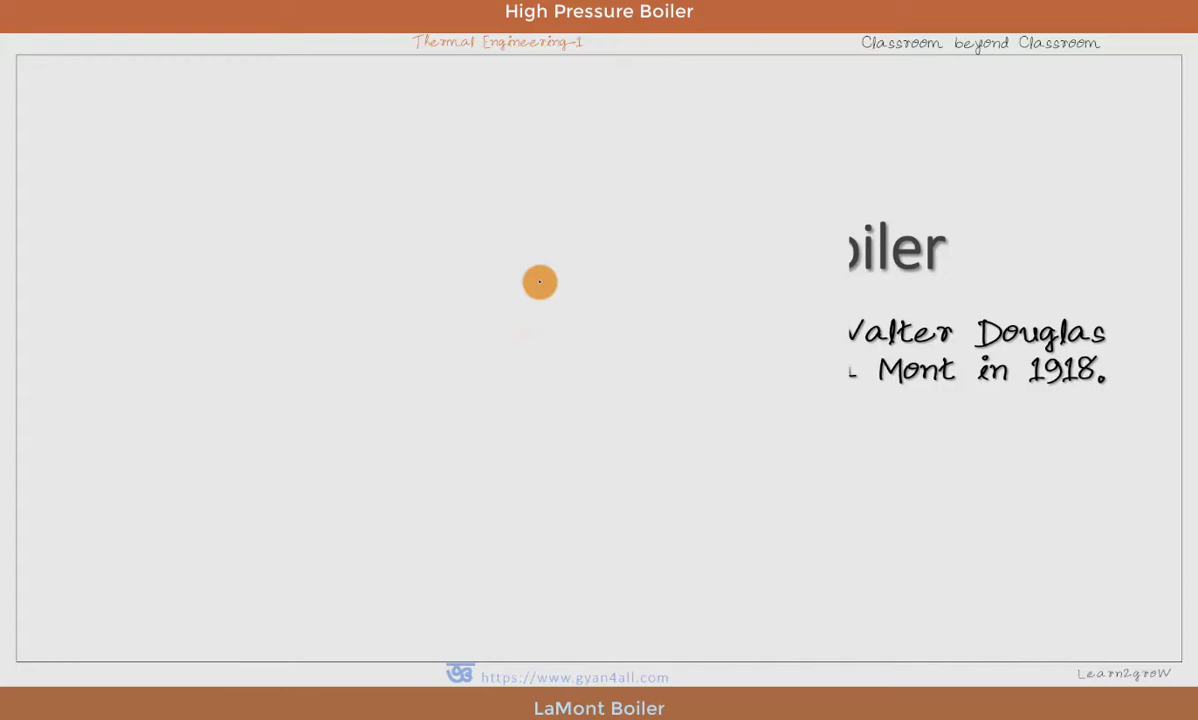 High Pressure Boiler
Thermal Engineering-1
Classroom beyond Classroom
oiler
Walter Douglas
Mont in 1918.
https://www.gyan4all.com
Learn2groW
LaMont Boiler